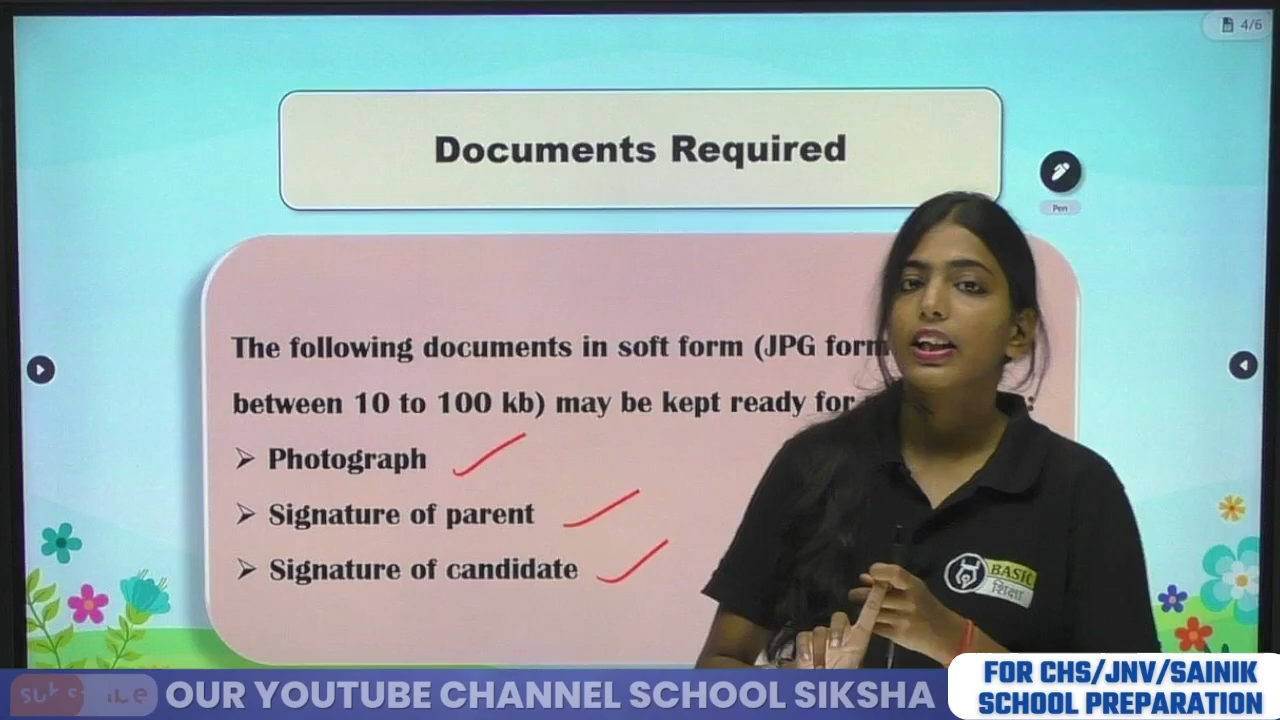 4/6
Documents Required
Pen
The following documents in soft form (JPG form
between 10 to 100 kb) may be kept ready for
➢ Photograph
➢ Signature of parent
➢ Signature of candidate
BASIC
शिक्षा
OUR YOUTUBE CHANNEL SCHOOL SIKSHA
FOR CHS/JNV/SAINIK
SCHOOL PREPARATION